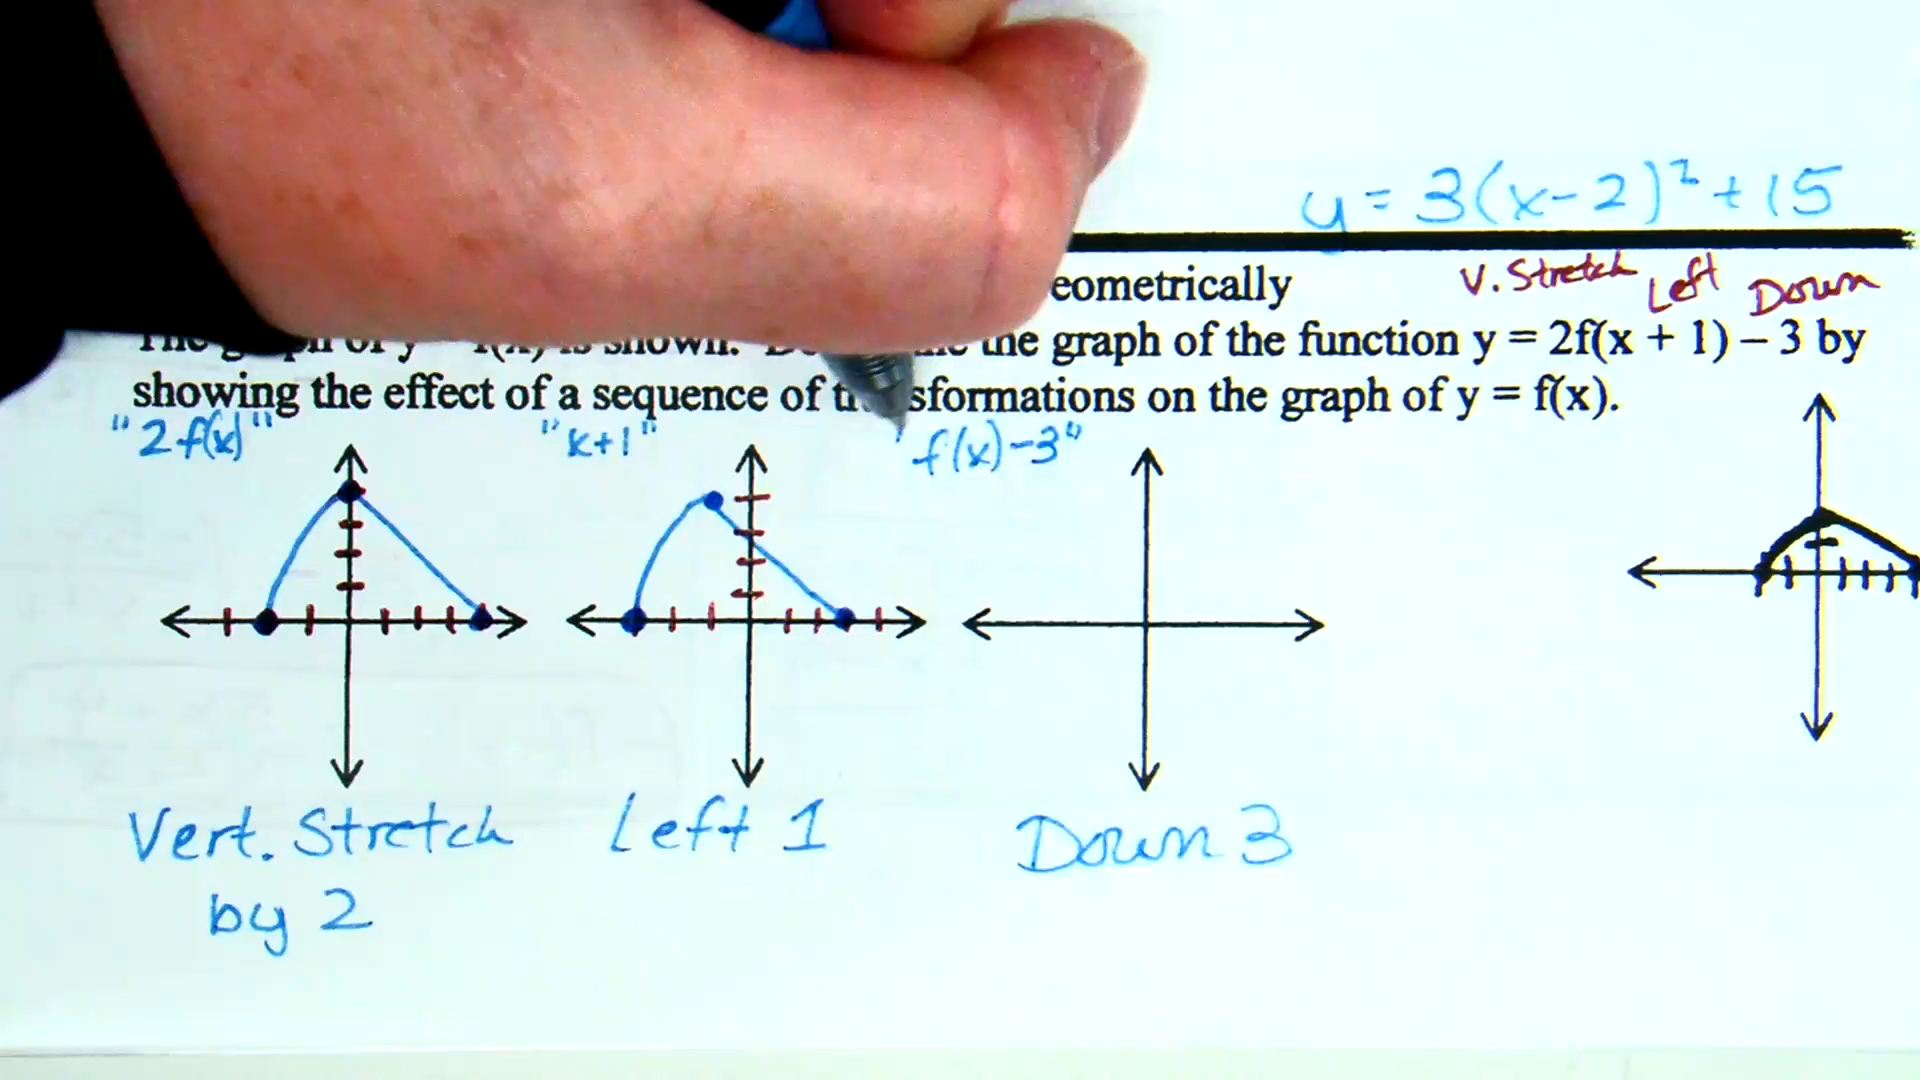 y = 3(x-2)² + 15
eometrically
V. Stretch Left Down
the graph of the function y = 2f(x + 1) – 3 by
showing the effect of a sequence of sformations on the graph of y = f(x).
"2f(x)" "x+1" "f(x)-3"
Vert. Stretch Left 1 Down 3
by 2